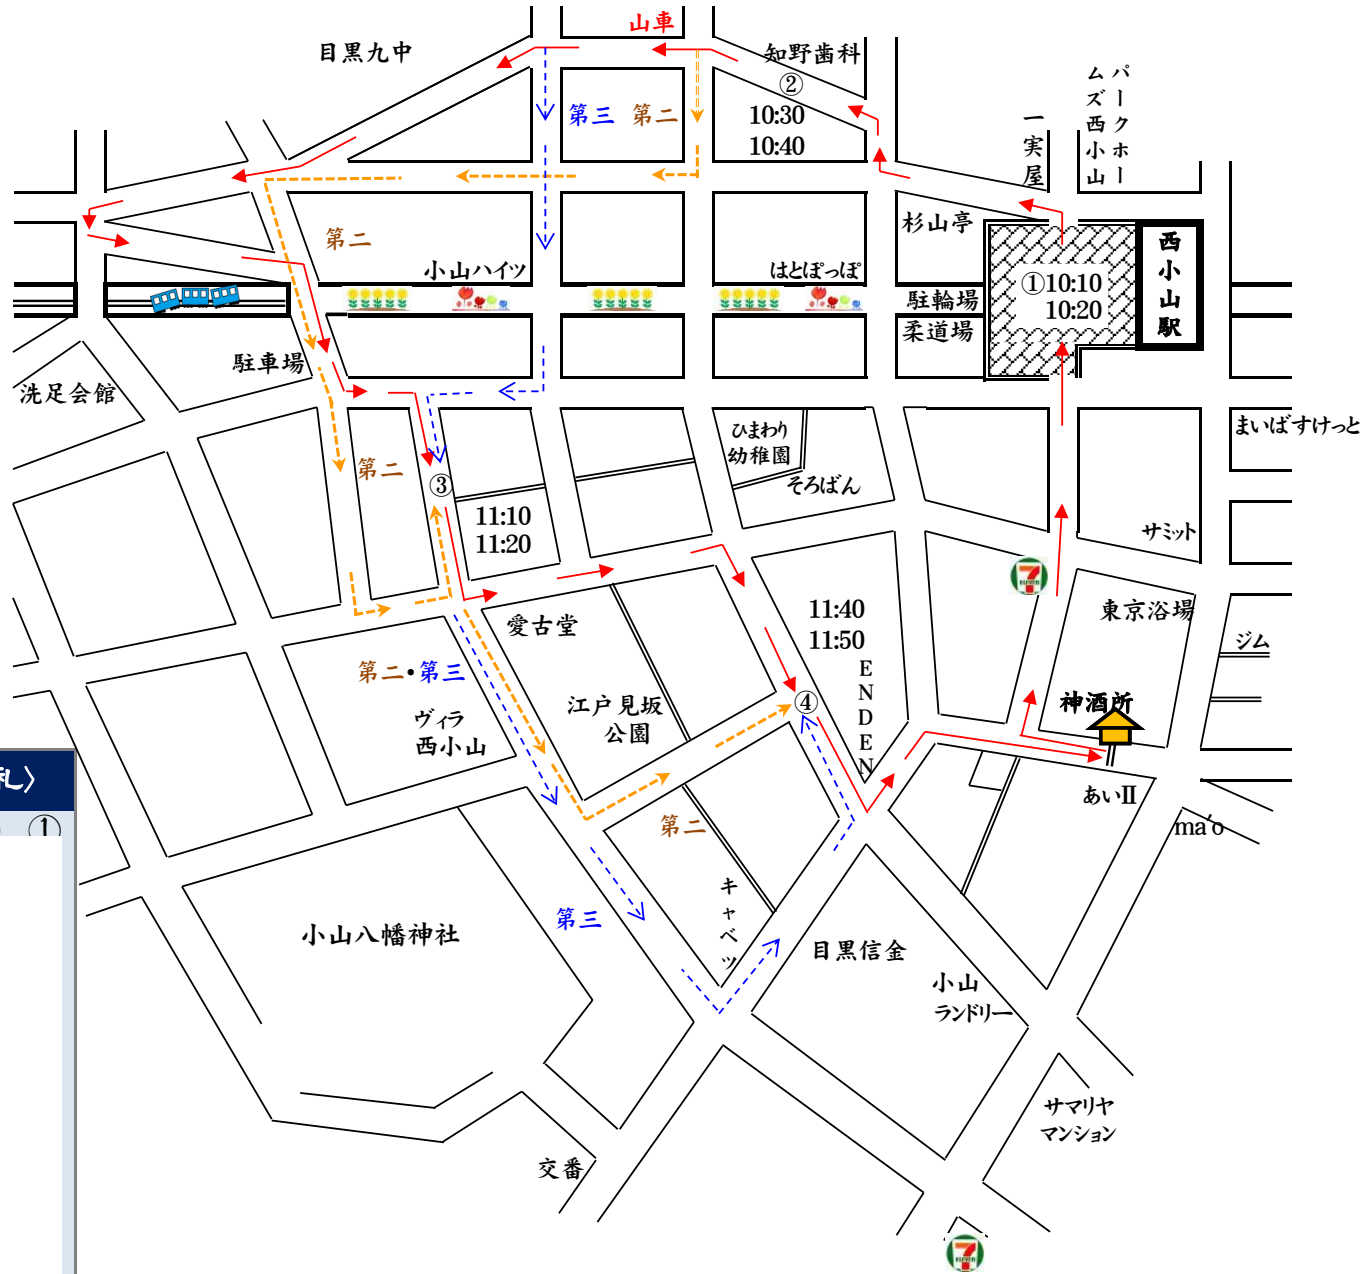 山車
目黒九中
知野歯科
②
10:30
10:40
第三
第二
パークホー
ムズ西小山
一実屋
杉山亭
西小山駅
①10:10
10:20
第二
小山ハイツ
はとぽっぽ
駐輪場
柔道場
駐車場
洗足会館
まいばすけっと
ひまわり
幼稚園
そろばん
第二
③
11:10
11:20
サミット
7
ELEVEN
東京浴場
ジム
愛古堂
11:40
11:50
ENDEN
第二・第三
ヴィラ
西小山
江戸見坂
公園
④
神酒所
あいⅡ
ma'o
札〉
①
第二
キャベツ
第三
小山八幡神社
目黒信金
小山
ランドリー
サマリヤ
マンション
交番
7
ELEVEN